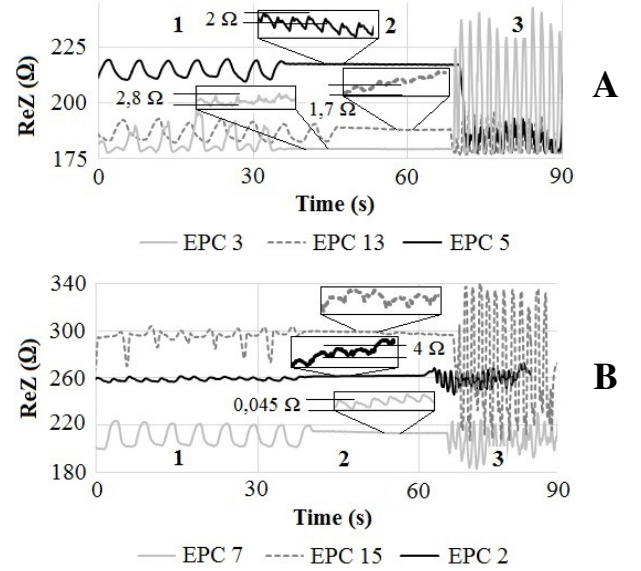 1 2 3
2 Ω
225
2,8 Ω
1,7 Ω
200
175
ReZ (Ω)
0 30 60 90
Time (s)
A
EPC 3 EPC 13 EPC 5
340
300
260
220
180
ReZ (Ω)
4 Ω
0,045 Ω
1 2 3
0 30 60 90
Time (s)
B
EPC 7 EPC 15 EPC 2